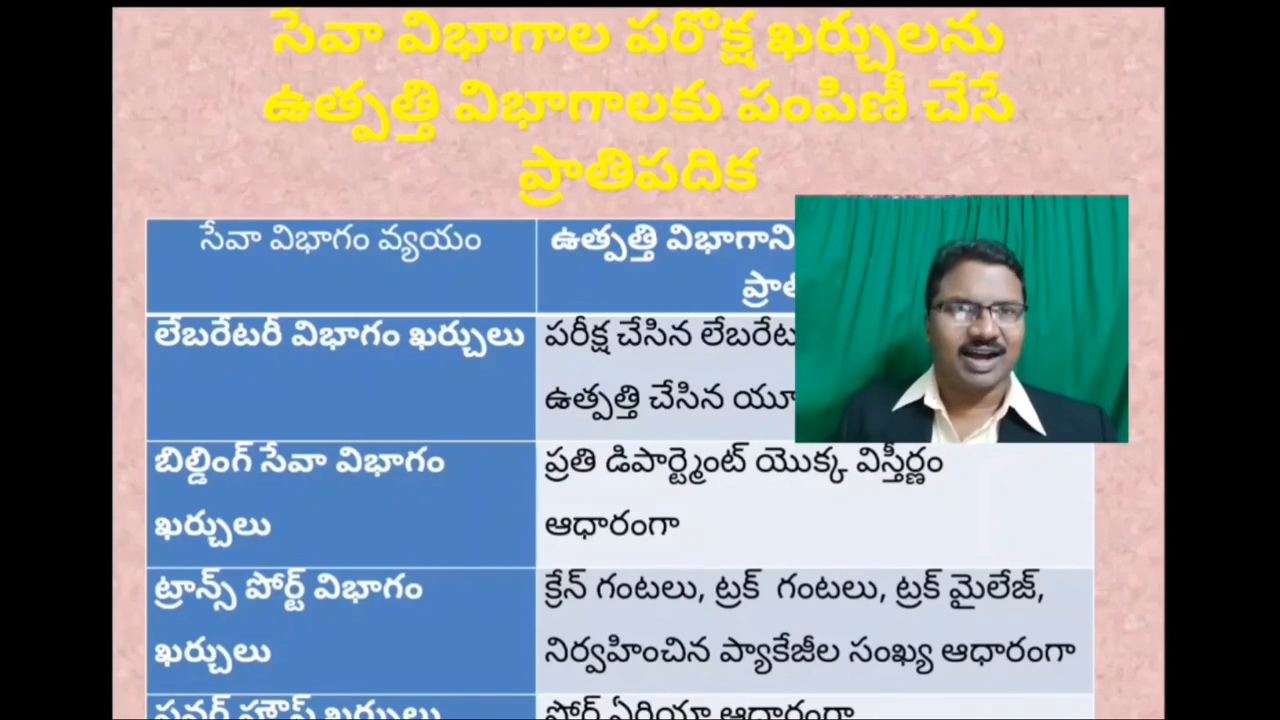 సేవా విభాగాల పరోక్ష ఖర్చులను
ఉత్పత్తి విభాగాలకు పంపిణీ చేసే
ప్రాతిపదిక
సేవా విభాగం వ్యయం
ఉత్పత్తి విభాగాని
లేబరేటరీ విభాగం ఖర్చులు
పరీక్ష చేసిన
ఉత్పత్తి చేసిన
బిల్డింగ్ సేవా విభాగం
ఖర్చులు
ప్రతి డిపార్ట్మెంట్ యొక్క విస్తీర్ణం
ఆధారంగా
ట్రాన్స్ పోర్ట్ విభాగం
ఖర్చులు
క్రేన్ గంటలు, ట్రక్ గంటలు, ట్రక్ మైలేజ్,
నిర్వహించిన ప్యాకేజీల సంఖ్య ఆధారంగా